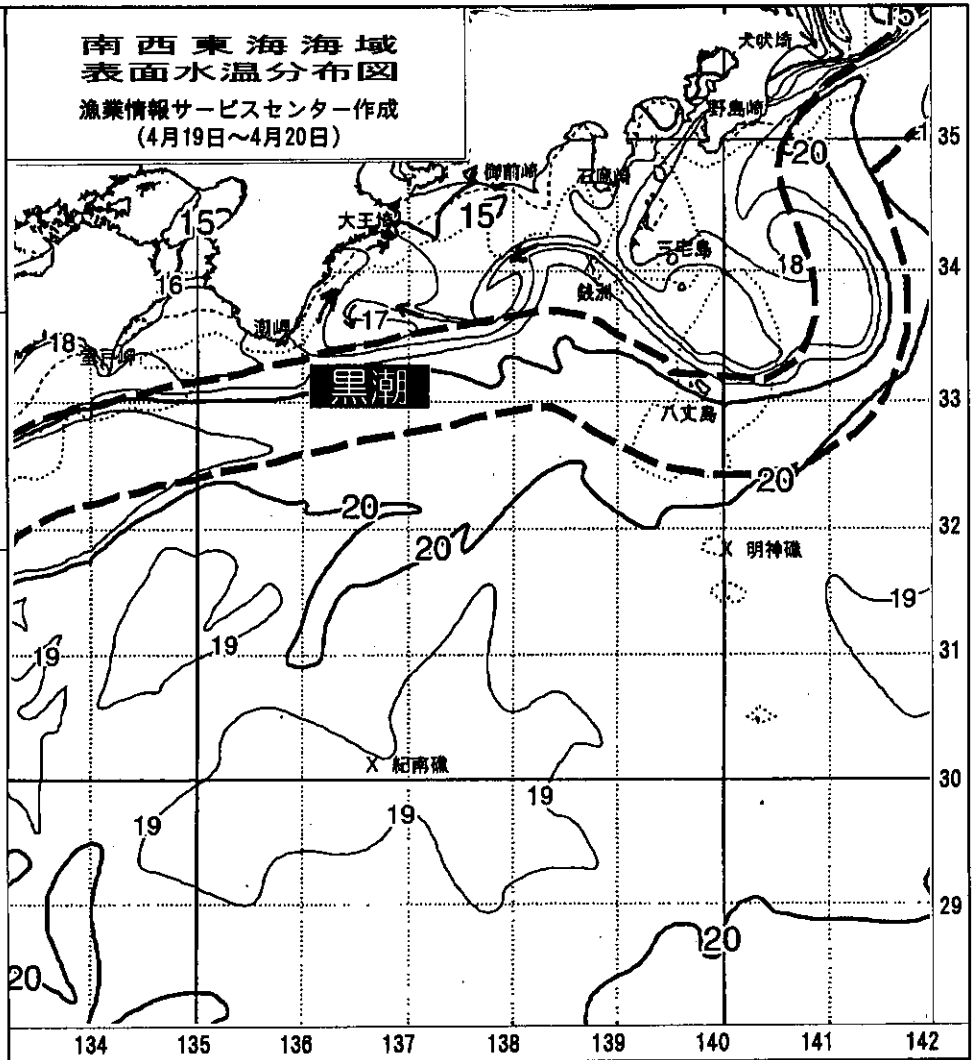 南西東海海域
表面水温分布図
漁業情報サービスセンター作成
(4月19日～4月20日)
15
犬吠埼
野島崎
35
20
御前崎
石廊崎
大王埼
15
15
三宅島
18
34
16
銭洲
17
潮岬
18
室戸岬
黒潮
33
八丈島
20
20
32
20
X 明神礁
19
19
19
31
X 紀南礁
30
19
19
19
29
20
20
134
135
136
137
138
139
140
141
142